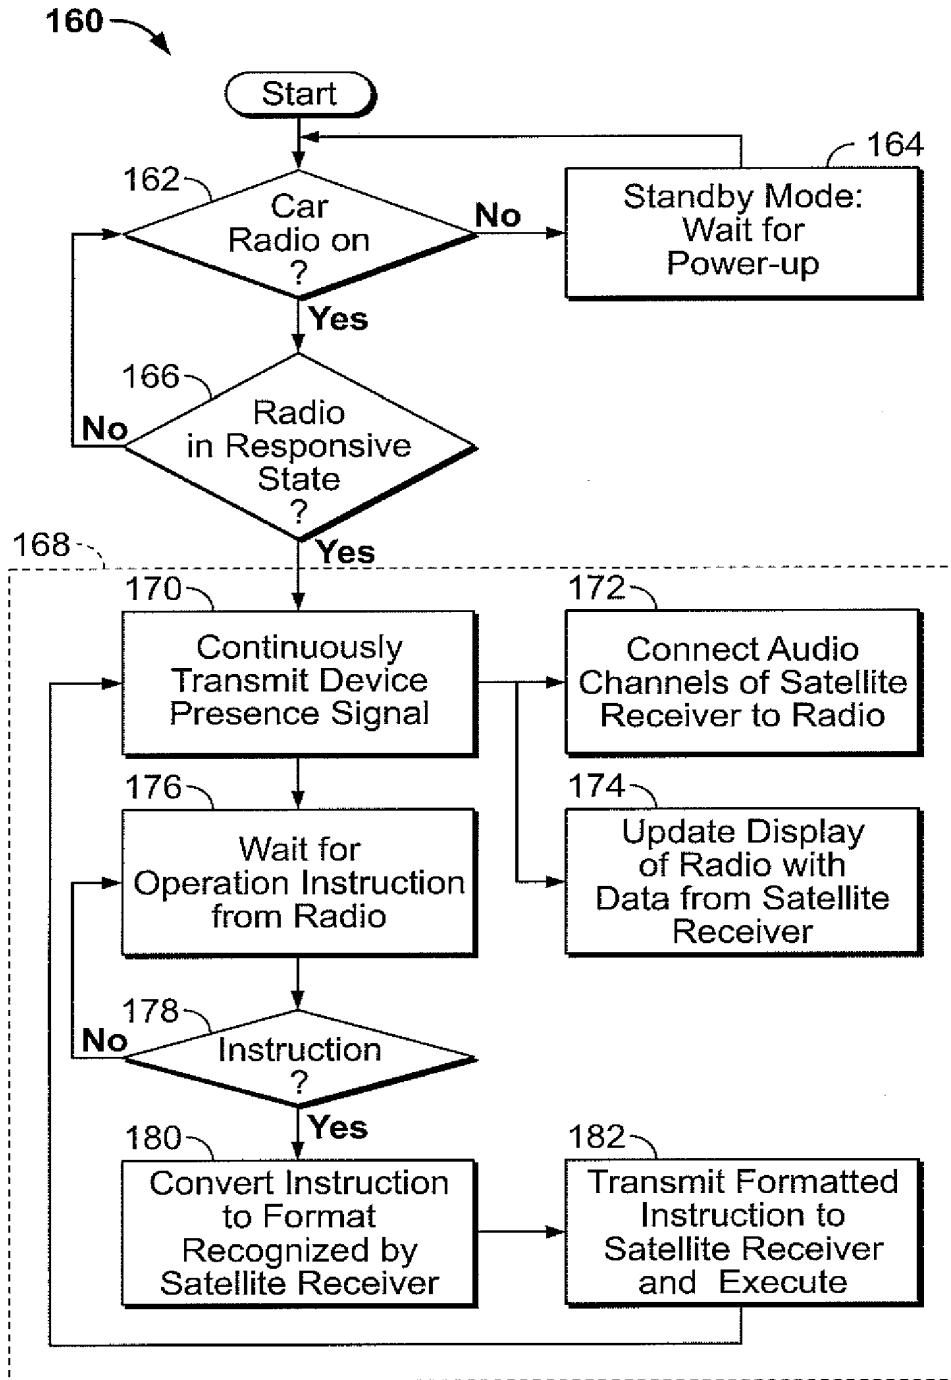 160
Start
162
Car
Radio on
?
No
164
Standby Mode:
Wait for
Power-up
Yes
166
Radio
in Responsive
State
?
No
Yes
168
170
Continuously
Transmit Device
Presence Signal
172
Connect Audio
Channels of Satellite
Receiver to Radio
174
Update Display
of Radio with
Data from Satellite
Receiver
176
Wait for
Operation Instruction
from Radio
178
Instruction
?
No
Yes
180
Convert Instruction
to Format
Recognized by
Satellite Receiver
182
Transmit Formatted
Instruction to
Satellite Receiver
and Execute